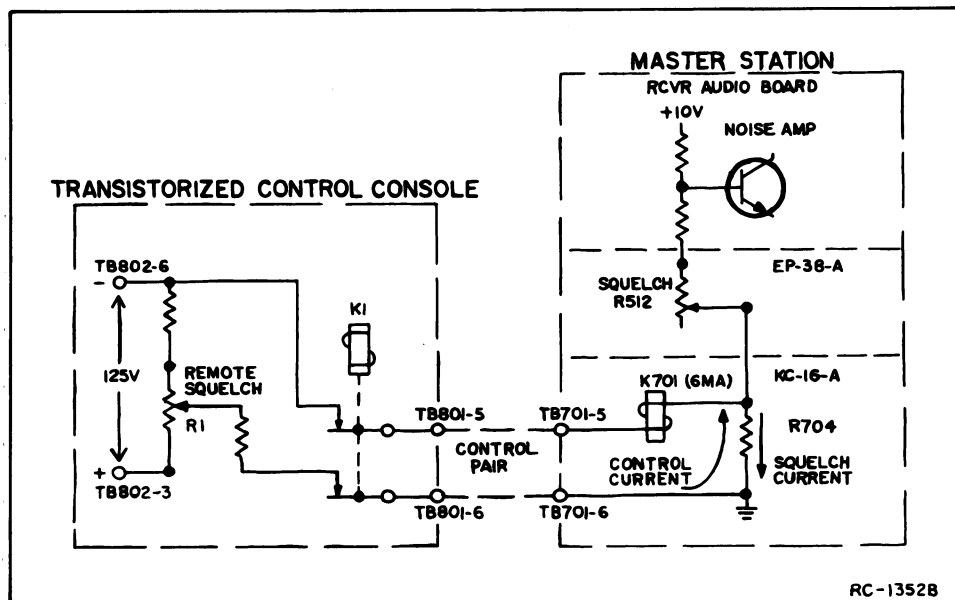 MASTER STATION
RCVR AUDIO BOARD
+10V
NOISE AMP
TRANSISTORIZED CONTROL CONSOLE
TB802-6
-
125V
+
TB802-3
REMOTE
SQUELCH
R1
K1
TB801-5
CONTROL
PAIR
TB801-6
TB701-5
TB701-6
EP-38-A
SQUELCH
R512
KC-16-A
K701 (6MA)
R704
CONTROL
CURRENT
SQUELCH
CURRENT
RC-1352B